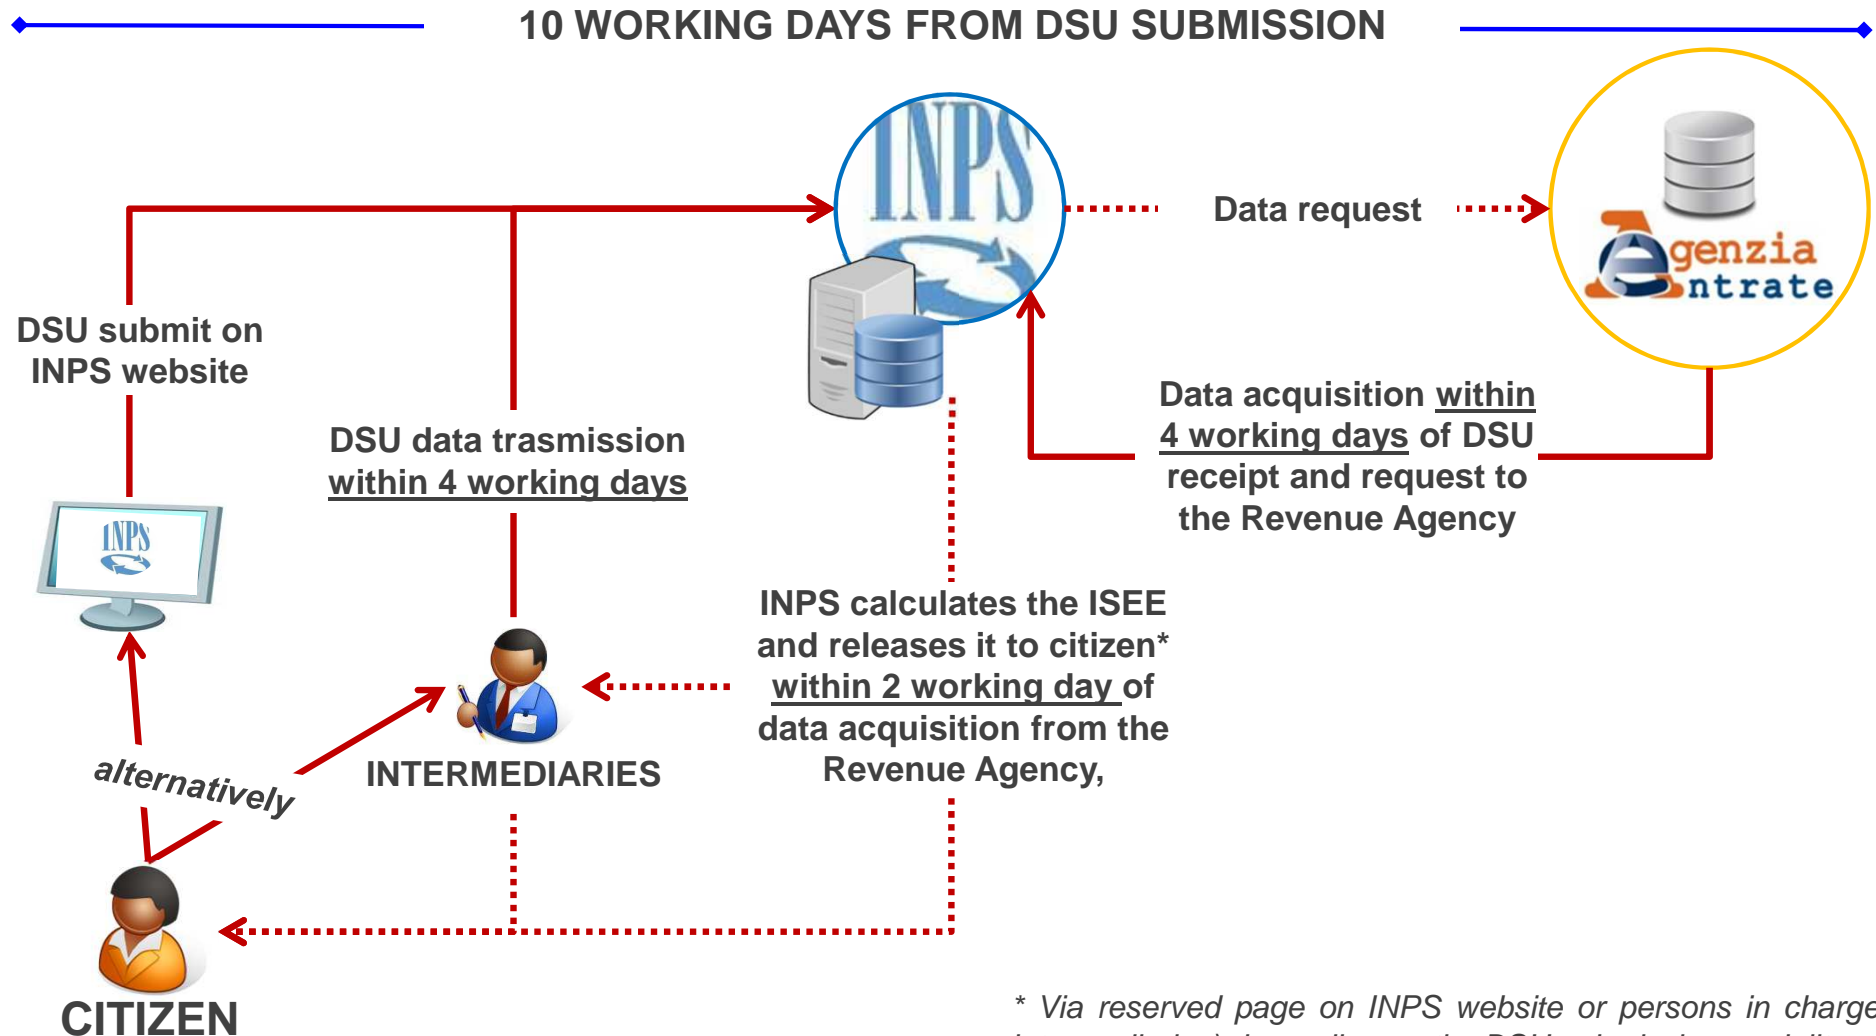 10 WORKING DAYS FROM DSU SUBMISSION
INPS
Data request
Agenzia
Entrate
DSU submit on
INPS website
DSU data trasmission
within 4 working days
Data acquisition within
4 working days of DSU
receipt and request to
the Revenue Agency
INPS
INPS calculates the ISEE
and releases it to citizen*
within 2 working day of
data acquisition from the
Revenue Agency,
alternatively
INTERMEDIARIES
CITIZEN
* Via reserved page on INPS website or persons in charge